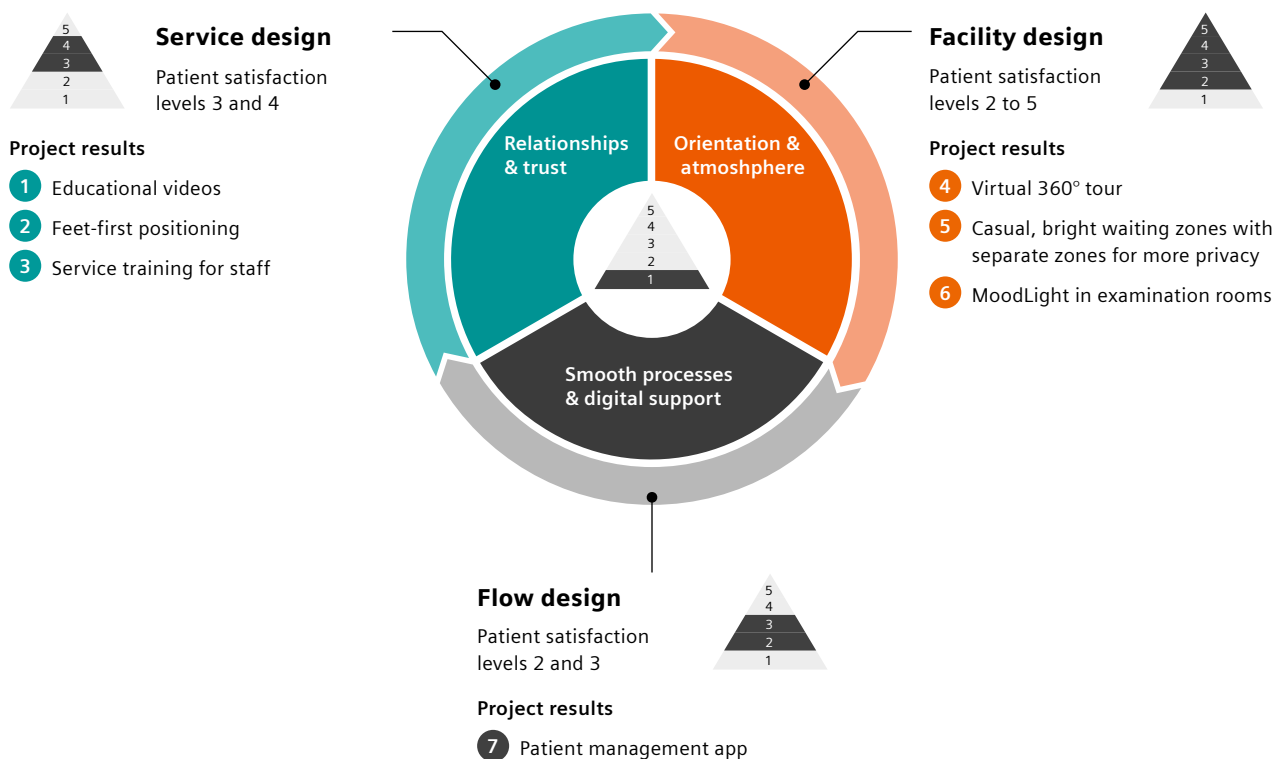 5
4
3
2
1
Service design
Patient satisfaction
levels 3 and 4
Project results
1 Educational videos
2 Feet-first positioning
3 Service training for staff
Relationships
& trust
Orientation &
atmoshphere
5
4
3
2
1
Smooth processes
& digital support
Facility design
Patient satisfaction
levels 2 to 5
5
4
3
2
1
Project results
4 Virtual 360° tour
5 Casual, bright waiting zones with
separate zones for more privacy
6 MoodLight in examination rooms
Flow design
Patient satisfaction
levels 2 and 3
5
4
3
2
1
Project results
7 Patient management app